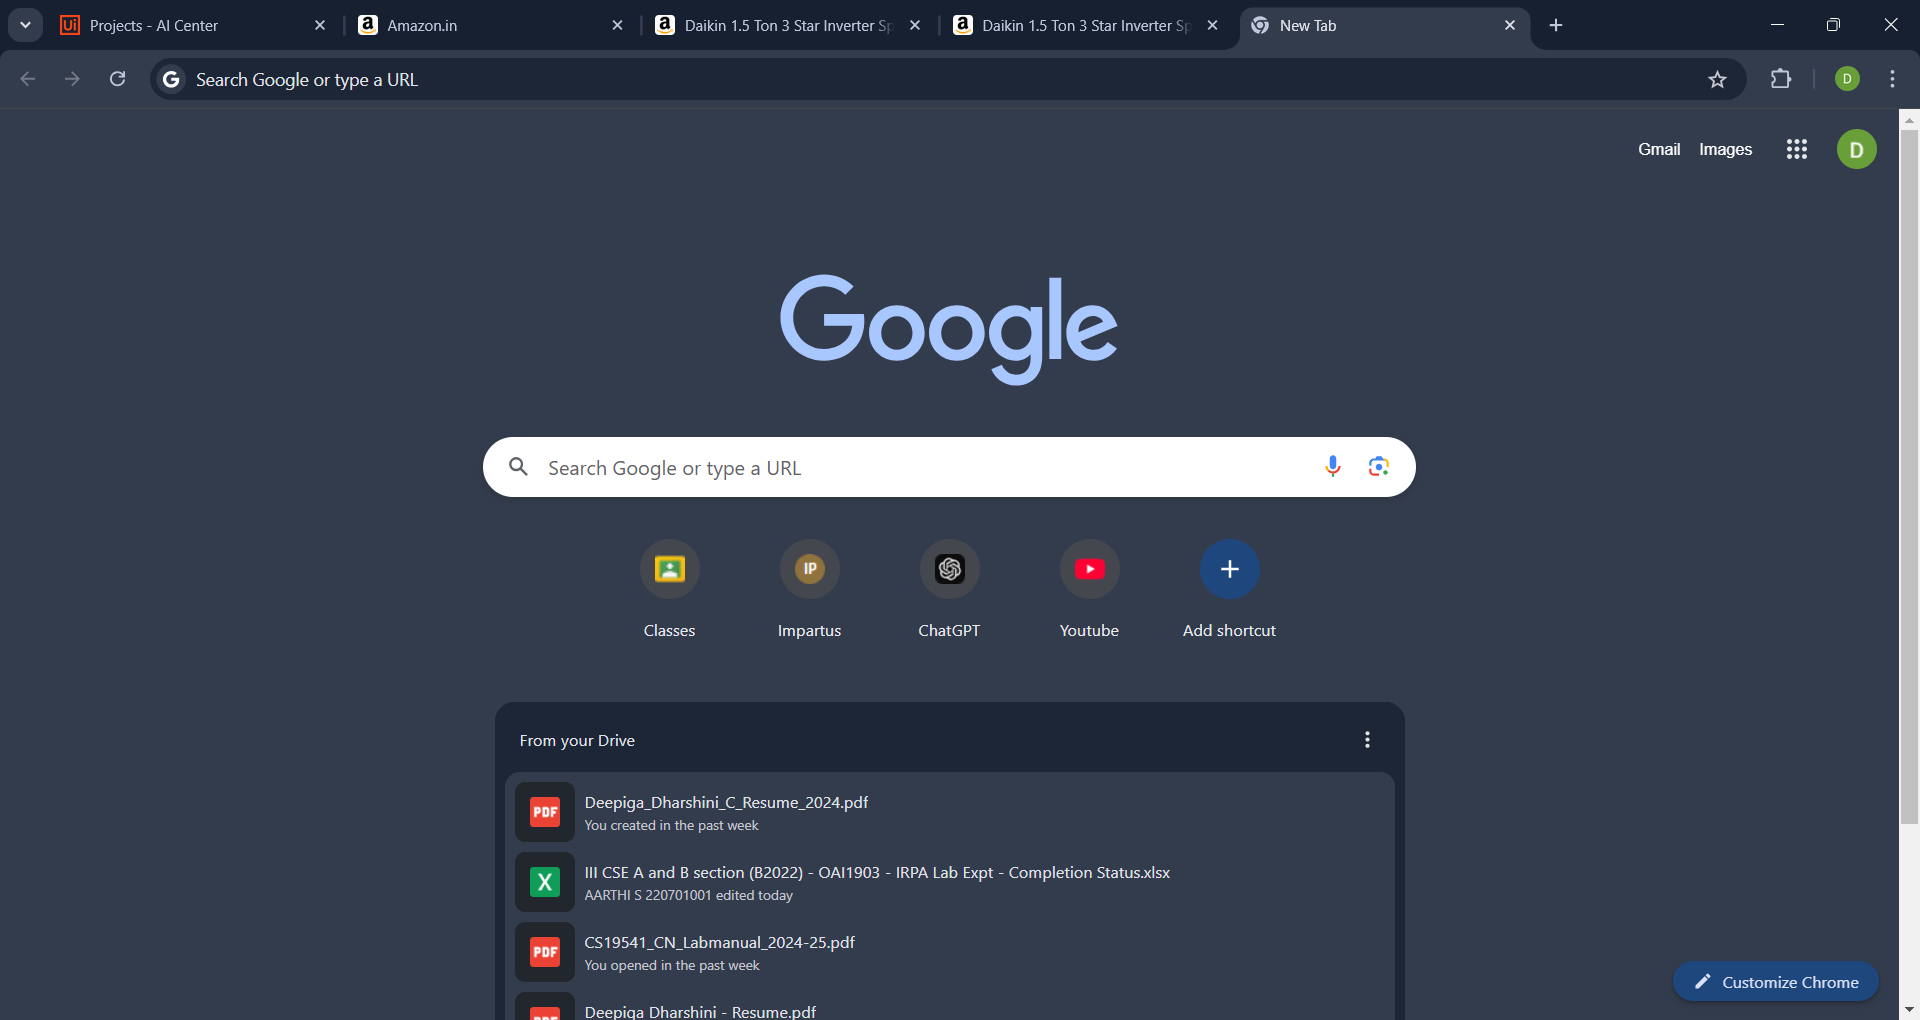 Projects - AI Center
Amazon.in
Daikin 1.5 Ton 3 Star Inverter Sp
Daikin 1.5 Ton 3 Star Inverter Sp
New Tab
Search Google or type a URL
D
Gmail
Images
D
Google
Search Google or type a URL
IP
Classes
Impartus
ChatGPT
Youtube
Add shortcut
From your Drive
PDF
Deepiga_Dharshini_C_Resume_2024.pdf
You created in the past week
X
III CSE A and B section (B2022) - OAI1903 - IRPA Lab Expt - Completion Status.xlsx
AARTHI S 220701001 edited today
PDF
CS19541_CN_Labmanual_2024-25.pdf
You opened in the past week
PDF
Deepiga Dharshini - Resume.pdf
Customize Chrome